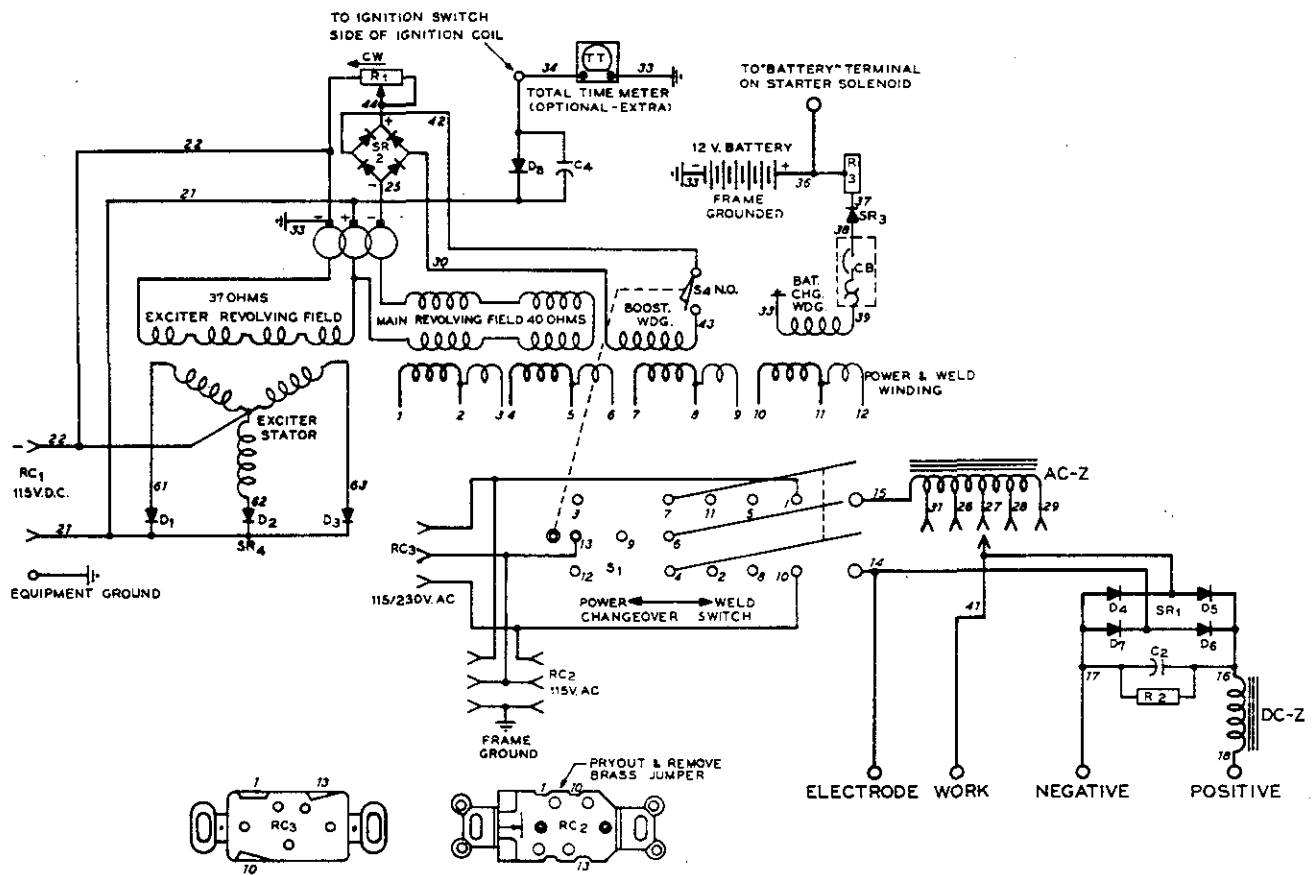 TO IGNITION SWITCH
SIDE OF IGNITION COIL
CW
R1
44
34
TT
33
TOTAL TIME METER
(OPTIONAL-EXTRA)
TO "BATTERY" TERMINAL
ON STARTER SOLENOID
22
+
SR
2
42
-
25
D8
C4
12 V. BATTERY
-
+
33
36
FRAME
GROUNDED
R
3
37
SR3
38
CB
21
33
-
+
-
30
37 OHMS
EXCITER REVOLVING FIELD
MAIN REVOLVING FIELD 40 OHMS
BOOST.
WDG.
S4 N.O.
43
BAT.
CHG.
WDG.
33
39
1
2
3
4
5
6
7
8
9
10
11
12
POWER & WELD
WINDING
EXCITER
STATOR
-
22
RC1
115V.D.C.
61
62
63
D1
D2
D3
SR4
21
EQUIPMENT GROUND
RC3
115/230V. AC
3
7
11
5
1
13
9
6
S1
12
4
2
8
10
POWER
WELD
CHANGEOVER SWITCH
15
14
AC-Z
31
26
27
28
29
41
D4
SR1
D5
D7
D6
C2
17
16
R2
DC-Z
18
RC2
115V. AC
FRAME
GROUND
ELECTRODE
WORK
NEGATIVE
POSITIVE
PRYOUT & REMOVE
BRASS JUMPER
1
13
RC3
10
1
10
RC2
13